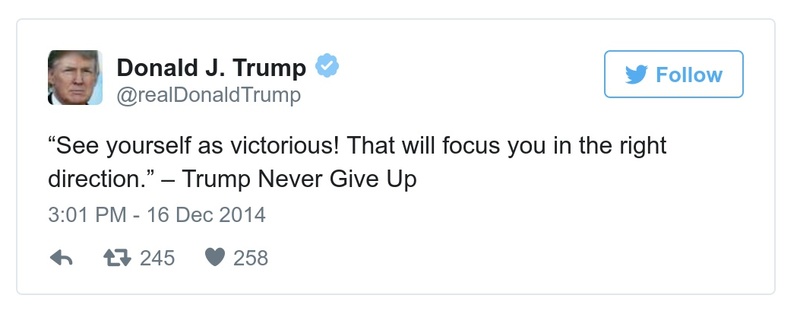 Donald J. Trump
@realDonaldTrump
Follow
“See yourself as victorious! That will focus you in the right
direction.” – Trump Never Give Up
3:01 PM - 16 Dec 2014
245 258